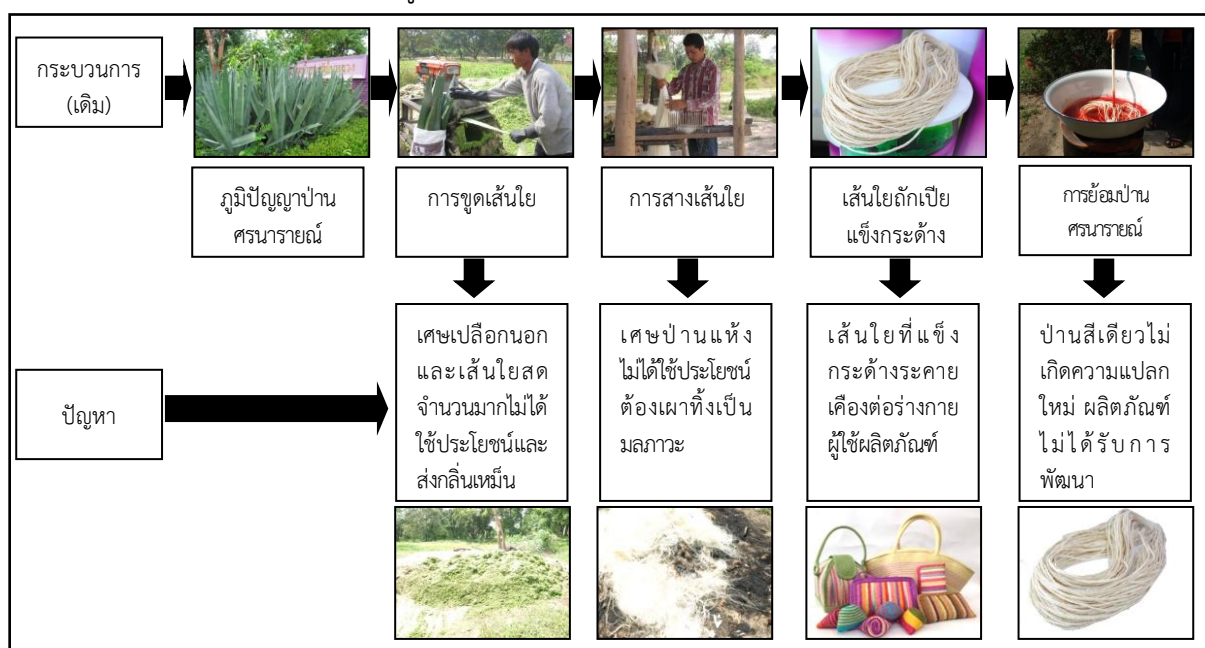 กระบวนการ
(เดิม)
ภูมิปัญญาป่าน
ศรนารายณ์
การขูดเส้นใย
การสางเส้นใย
เส้นใยถักเปีย
แข็งกระด้าง
การย้อมป่าน
ศรนารายณ์
ปัญหา
เศษเปลือกนอก
และเส้นใยสด
จำนวนมากไม่ได้
ใช้ประโยชน์และ
ส่งกลิ่นเหม็น
เศษป่านแห้ง
ไม่ได้ใช้ประโยชน์
ต้องเผาทิ้งเป็น
มลภาวะ
เส้นใยที่แข็ง
กระด้างระคาย
เคืองต่อร่างกาย
ผู้ใช้ผลิตภัณฑ์
ป่านสีเดียวไม่
เกิดความแปลก
ใหม่ ผลิตภัณฑ์
ไม่ได้รับการ
พัฒนา